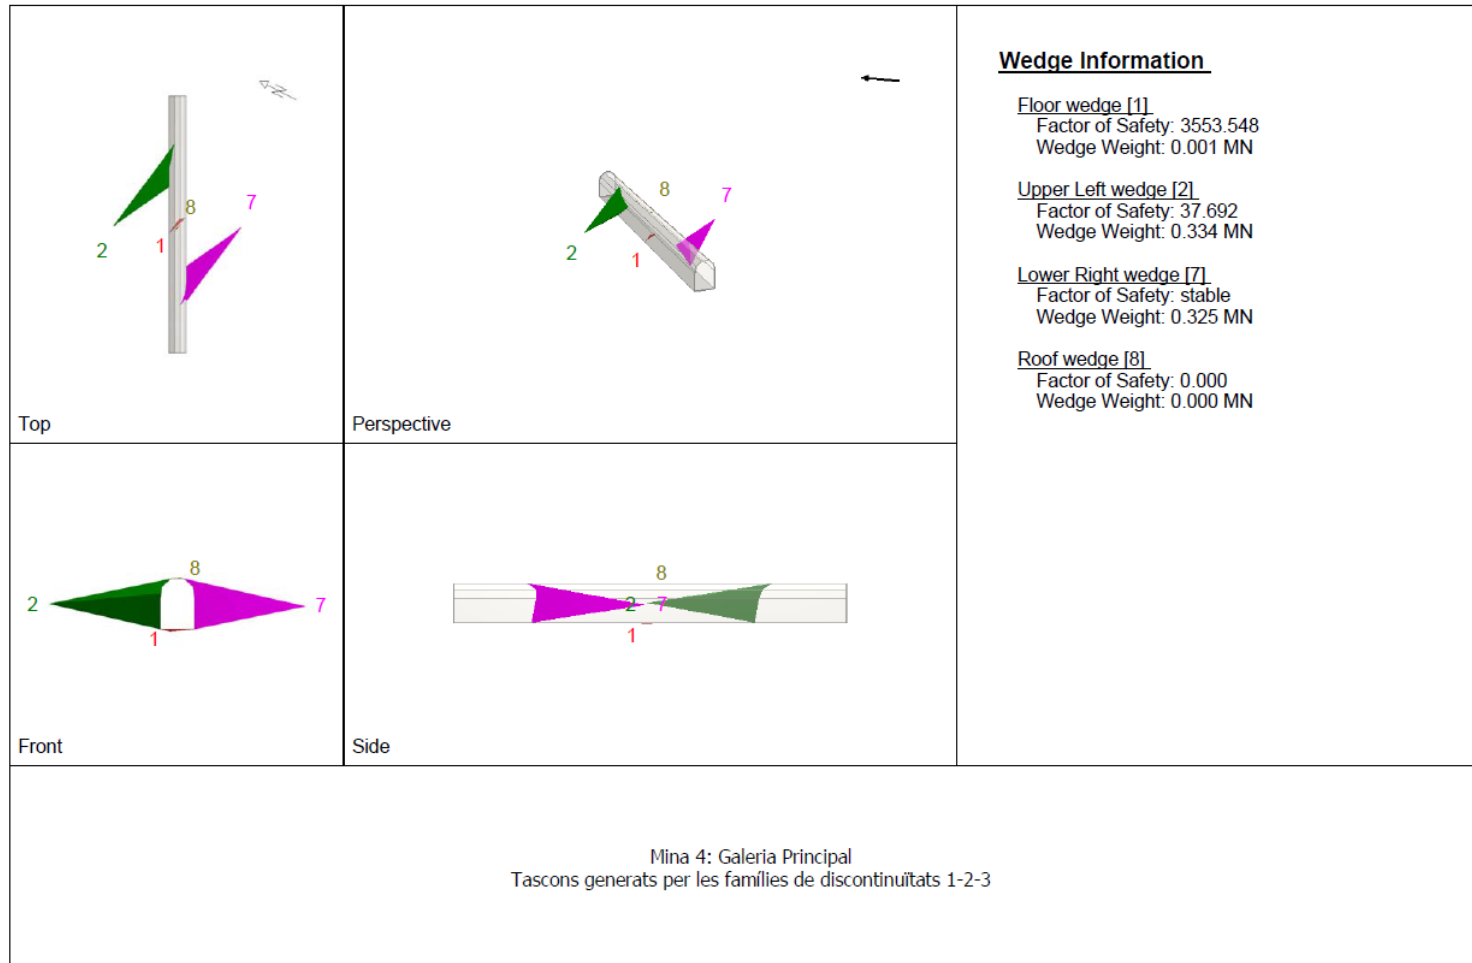 N
8
7
2
1
Top
8
7
2
1
Perspective
8
2
7
1
Front
8
2
7
1
Side
Wedge Information
Floor wedge [1]
Factor of Safety: 3553.548
Wedge Weight: 0.001 MN
Upper Left wedge [2]
Factor of Safety: 37.692
Wedge Weight: 0.334 MN
Lower Right wedge [7]
Factor of Safety: stable
Wedge Weight: 0.325 MN
Roof wedge [8]
Factor of Safety: 0.000
Wedge Weight: 0.000 MN
Mina 4: Galeria Principal
Tascons generats per les famílies de discontinuïtats 1-2-3